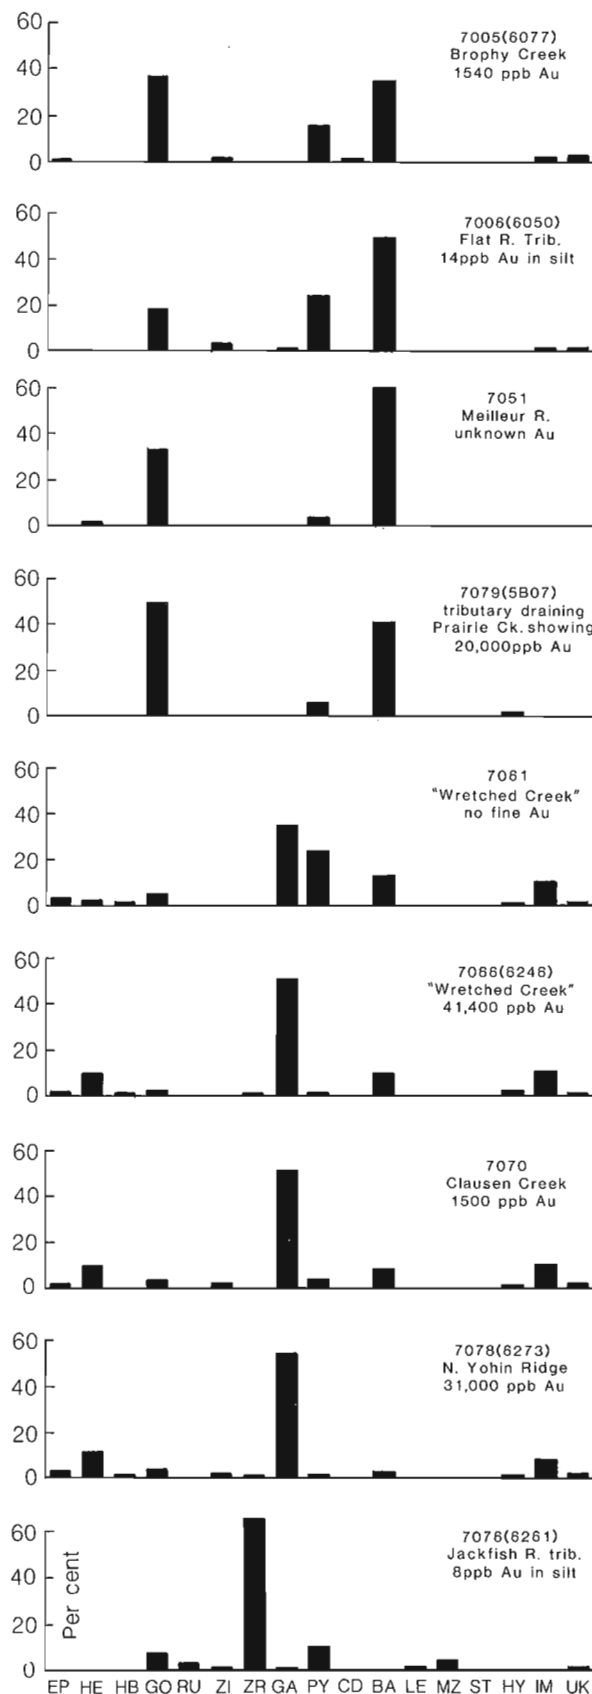 60
40
20
0
7005(6077)
Brophy Creek
1540 ppb Au
60
40
20
0
7006(6050)
Flat R. Trib.
14ppb Au in silt
60
40
20
0
7051
Meilleur R.
unknown Au
60
40
20
0
7079(5B07)
tributary draining
Prairie Ck. showing
20,000ppb Au
60
40
20
0
7061
"Wretched Creek"
no fine Au
60
40
20
0
7066(6246)
"Wretched Creek"
41,400 ppb Au
60
40
20
0
7070
Clausen Creek
1500 ppb Au
60
40
20
0
7078(6273)
N. Yohin Ridge
31,000 ppb Au
60
40
20
0
Per cent
7076(6261)
Jackfish R. trib.
8ppb Au in silt
EP HE HB GO RU ZI ZR GA PY CD BA LE MZ ST HY IM UK